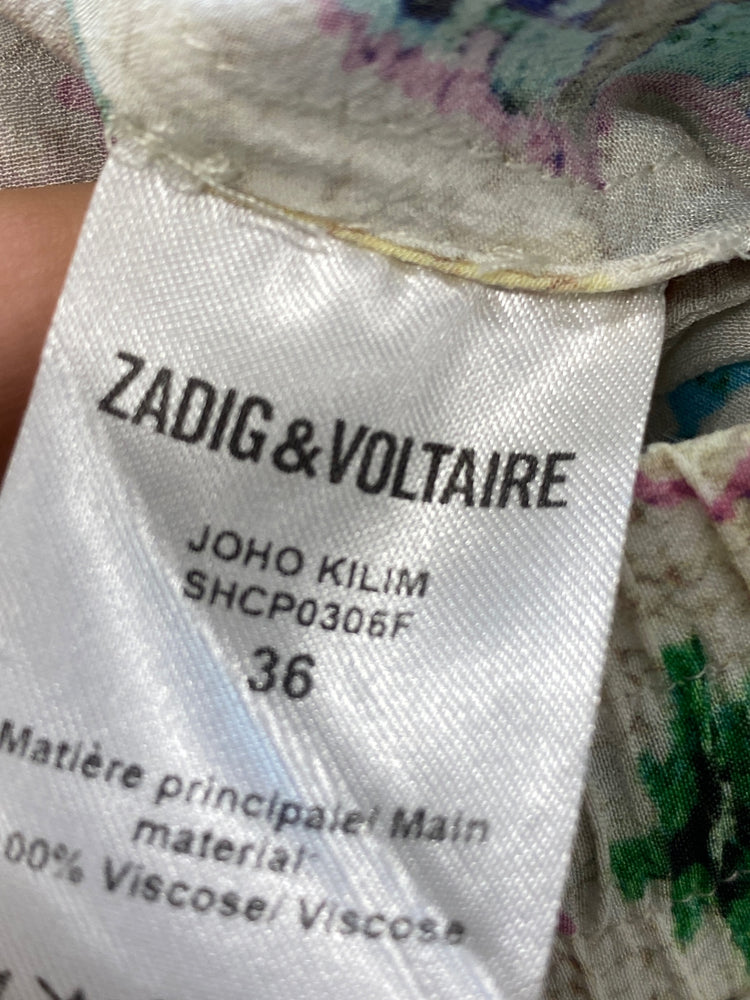 ZADIG&VOLTAIRE
JOHO KILIM
SHCP0306F
36
Matière principale/ Main
material:
00% Viscose/ Viscose